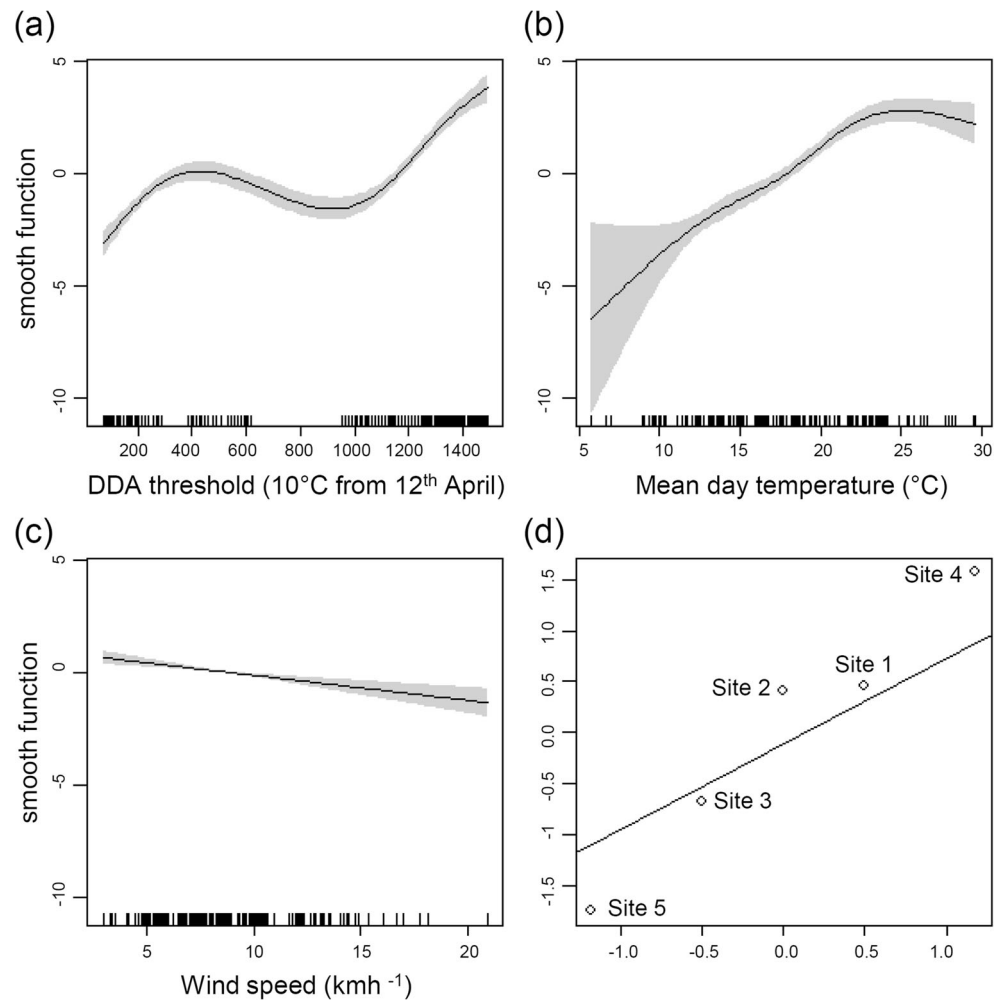 (a)
5
0
-5
-10
smooth function
200 400 600 800 1000 1200 1400
DDA threshold (10°C from 12th April)
(b)
5
0
-5
-10
5 10 15 20 25 30
Mean day temperature (°C)
(c)
5
0
-5
-10
smooth function
5 10 15 20
Wind speed (kmh -1)
(d)
1.5
1.0
0.5
0.0
-0.5
-1
-1.5
Site 4
Site 1
Site 2
Site 3
Site 5
-1.0 -0.5 0.0 0.5 1.0